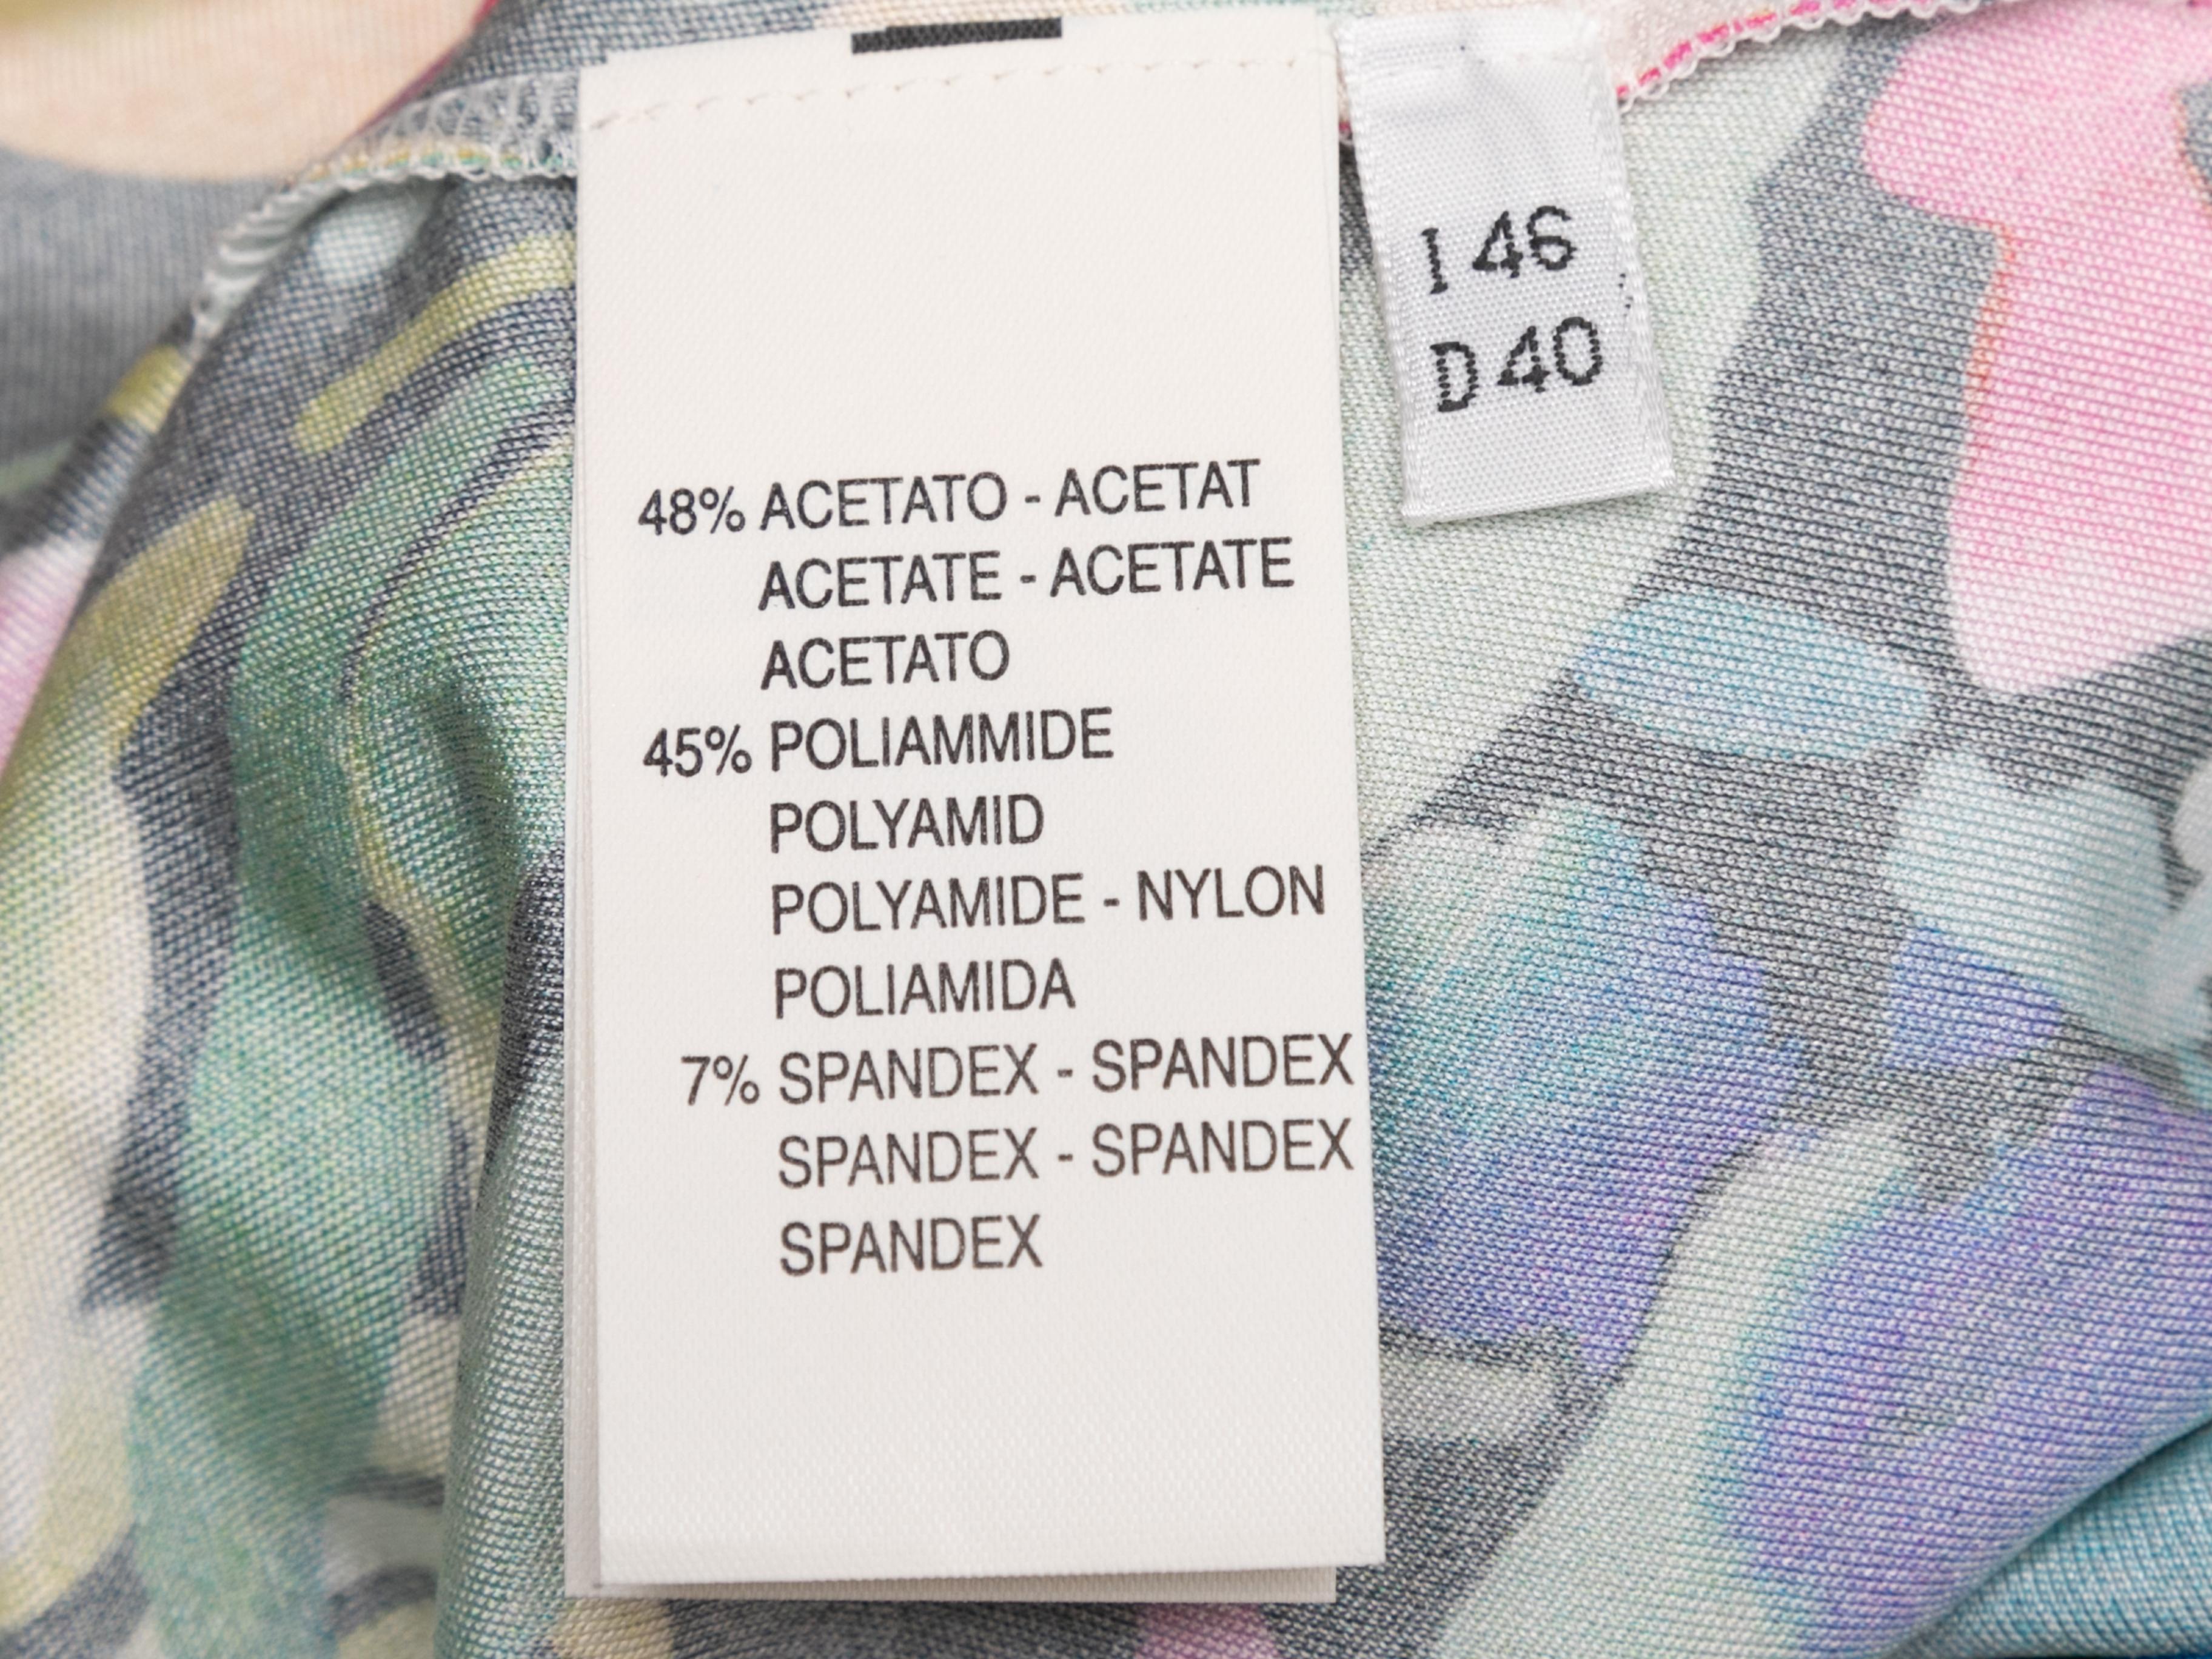 48% ACETATO - ACETAT
ACETATE - ACETATE
ACETATO
45% POLIAMMIDE
POLYAMID
POLYAMIDE - NYLON
POLIAMIDA
7% SPANDEX - SPANDEX
SPANDEX - SPANDEX
SPANDEX
I 46
D 40